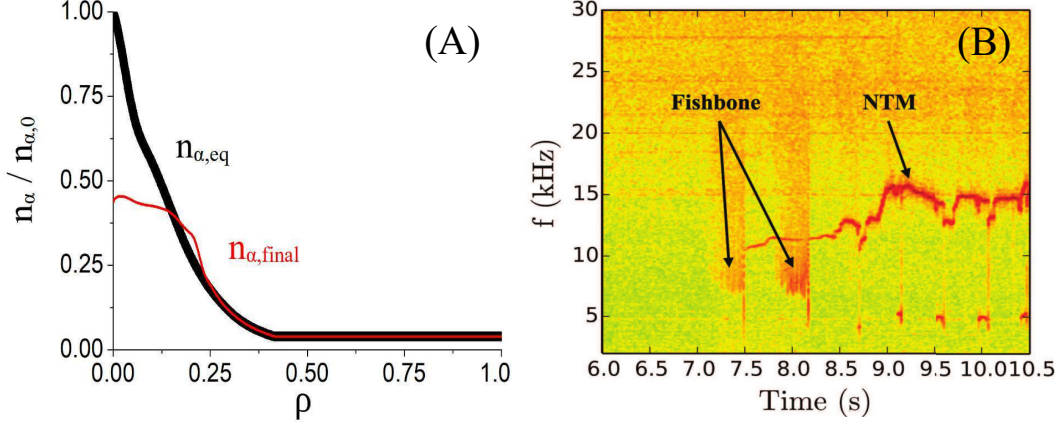 (A)
n_α / n_α,0
1.00
0.75
0.50
0.25
0.00
n_α,eq
n_α,final
0.00 0.25 0.50 0.75 1.0
ρ
(B)
f (kHz)
30
25
20
15
10
5
Fishbone
NTM
6.0 6.5 7.0 7.5 8.0 8.5 9.0 9.5 10.0 10.5
Time (s)